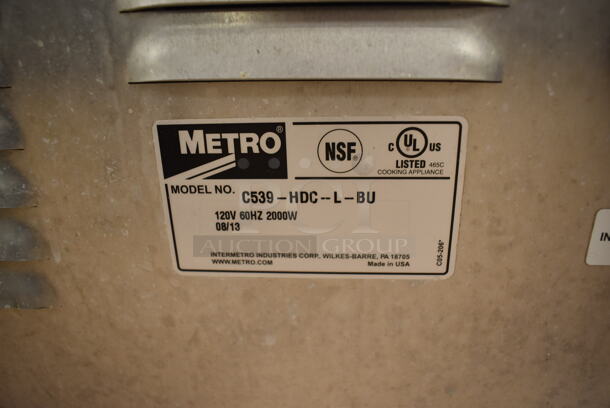 METRO®
NSF®
C UL US
LISTED 465C
COOKING APPLIANCE
MODEL NO. C539-HDC--L-BU
120V 60HZ 2000W
08/13
AUCTION GROUP
INTERMETRO INDUSTRIES CORP., WILKES-BARRE, PA 18705
WWW.METRO.COM Made in USA
C05-206*
IN